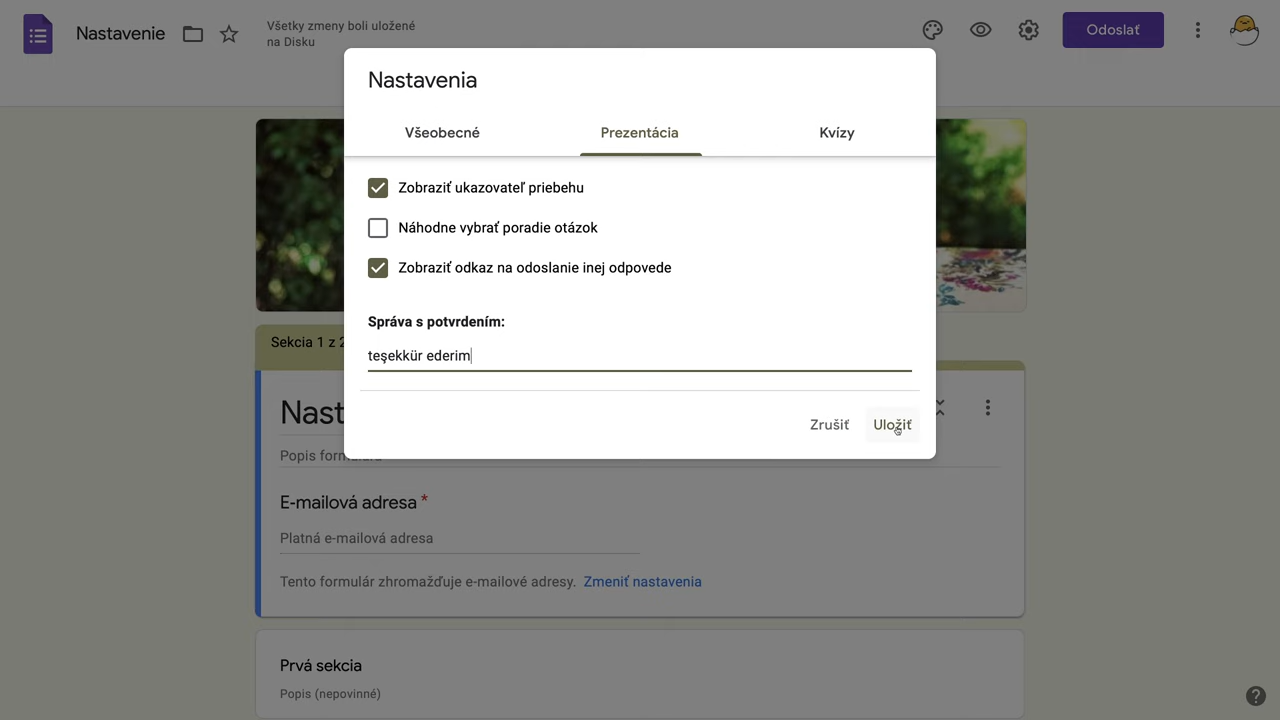 Nastavenie
Všetky zmeny boli uložené
na Disku
Odoslať
Nastavenia
Všeobecné
Prezentácia
Kvízy
Zobraziť ukazovateľ priebehu
Náhodne vybrať poradie otázok
Zobraziť odkaz na odoslanie inej odpovede
Správa s potvrdením:
teşekkür ederim
Zrušiť
Uložiť
Sekcia 1 z 2
Nast
Popis formulára
E-mailová adresa *
Platná e-mailová adresa
Tento formulár zhromažďuje e-mailové adresy. Zmeniť nastavenia
Prvá sekcia
Popis (nepovinné)